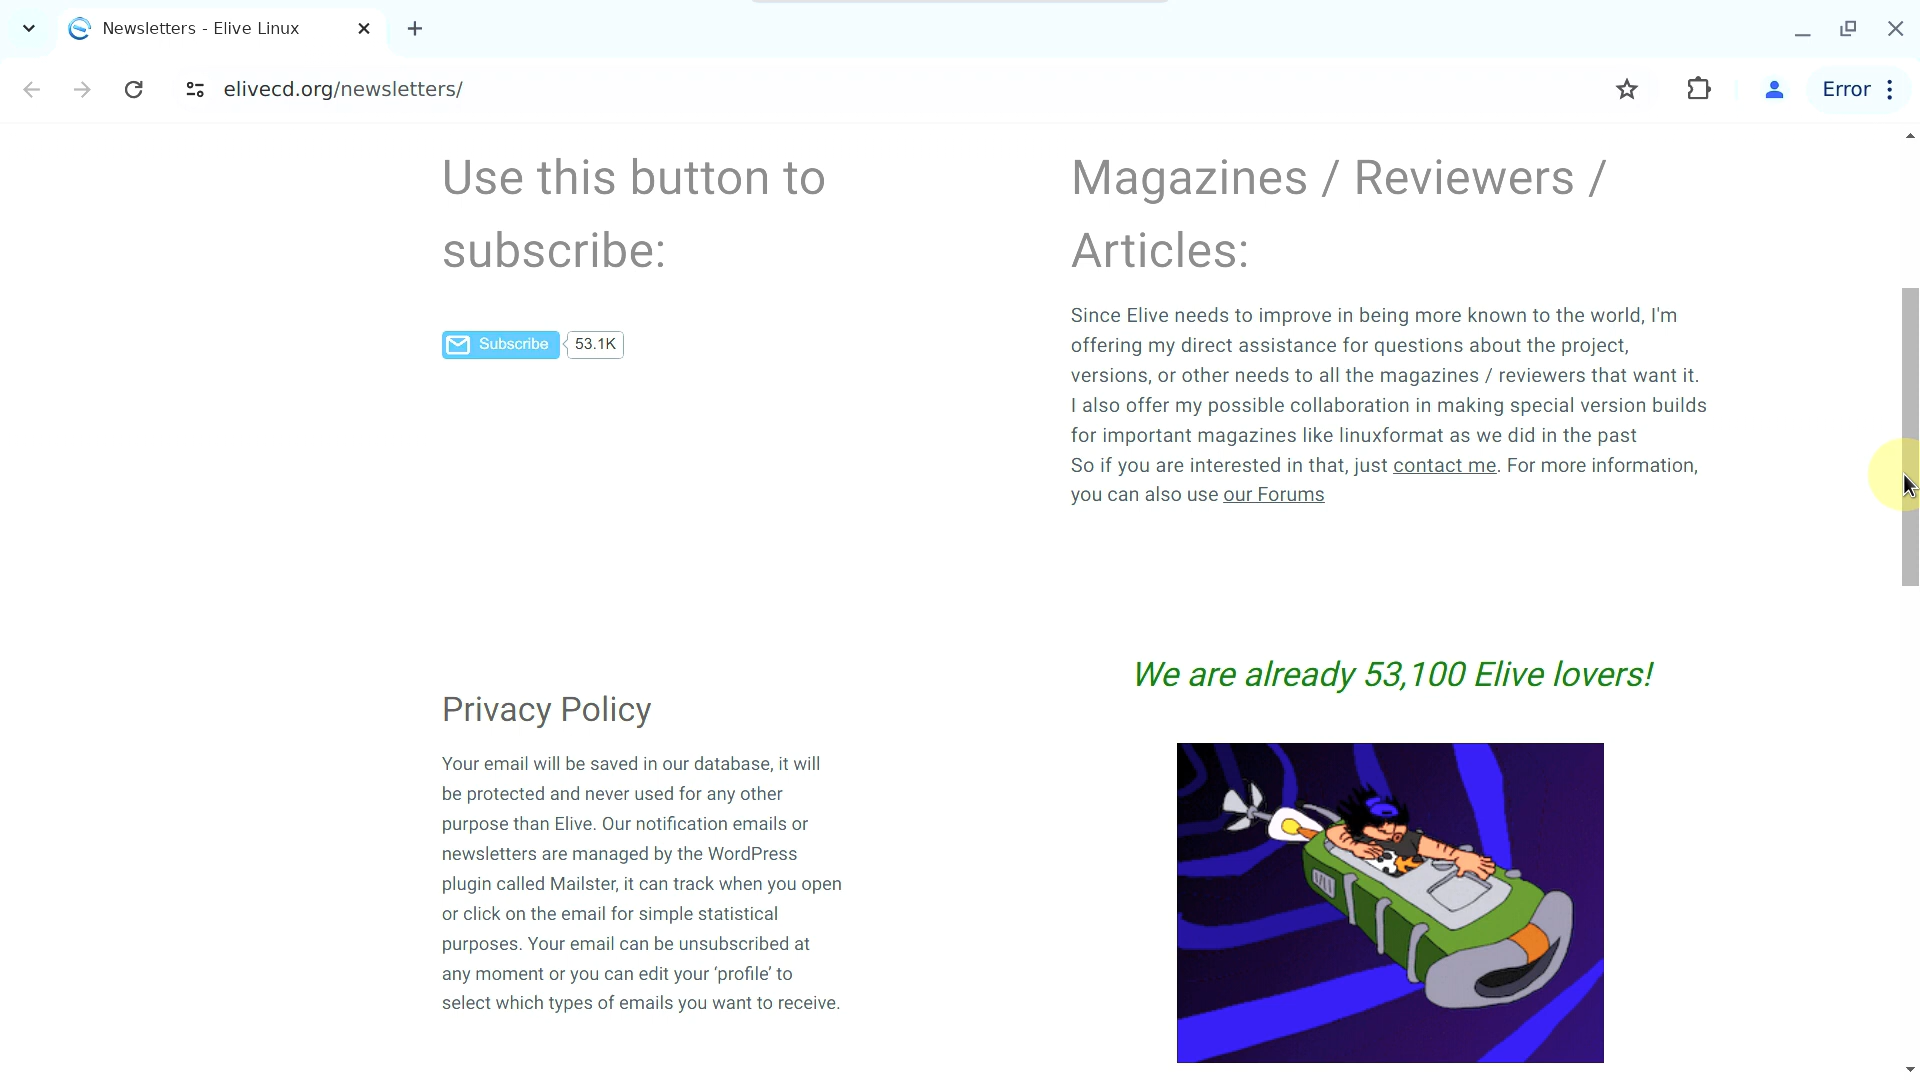 Newsletters - Elive Linux
elivecd.org/newsletters/
Error
Use this button to
subscribe:
Subscribe
53.1K
Magazines / Reviewers /
Articles:
Since Elive needs to improve in being more known to the world, I'm
offering my direct assistance for questions about the project,
versions, or other needs to all the magazines / reviewers that want it.
I also offer my possible collaboration in making special version builds
for important magazines like linuxformat as we did in the past
So if you are interested in that, just contact me. For more information,
you can also use our Forums
We are already 53,100 Elive lovers!
Privacy Policy
Your email will be saved in our database, it will
be protected and never used for any other
purpose than Elive. Our notification emails or
newsletters are managed by the WordPress
plugin called Mailster, it can track when you open
or click on the email for simple statistical
purposes. Your email can be unsubscribed at
any moment or you can edit your ‘profile’ to
select which types of emails you want to receive.